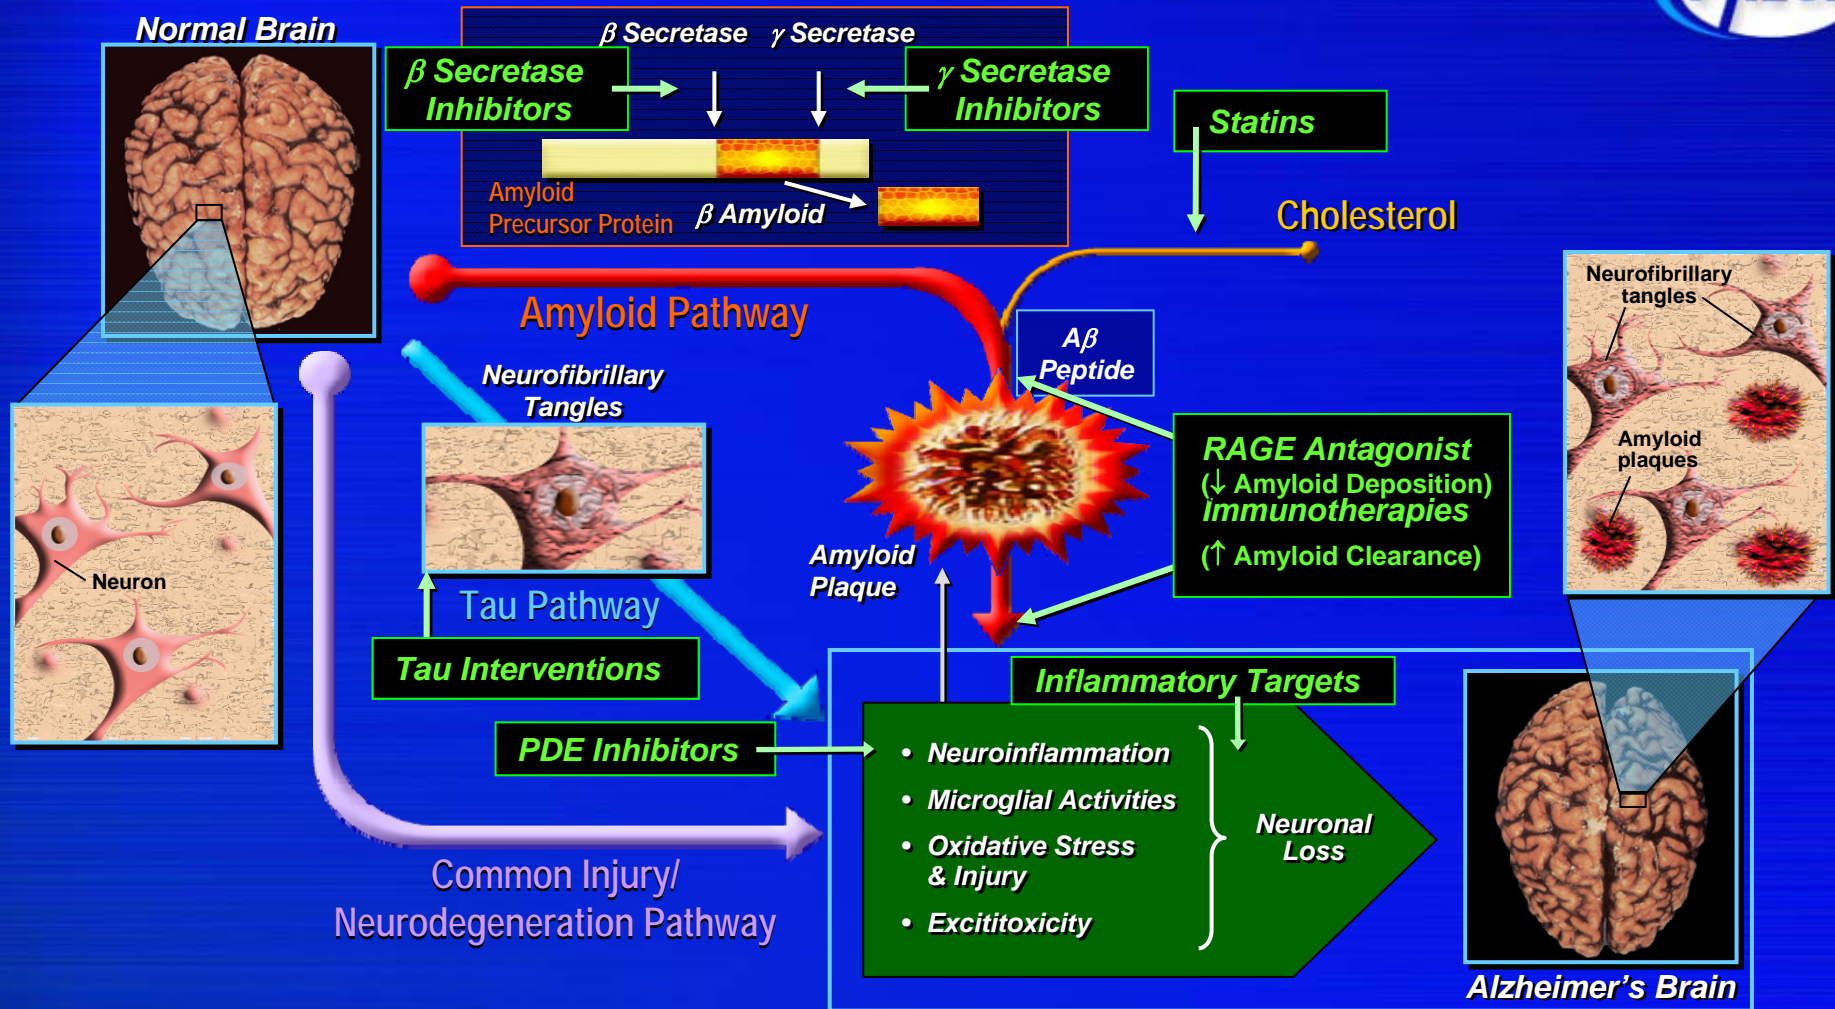 Normal Brain
β Secretase
γ Secretase
β Secretase
Inhibitors
γ Secretase
Inhibitors
Statins
Amyloid
Precursor Protein
β Amyloid
Cholesterol
Amyloid Pathway
Aβ
Peptide
Neurofibrillary
tangles
Amyloid
plaques
Neurofibrillary
Tangles
Neuron
RAGE Antagonist
(↓ Amyloid Deposition)
Immunotherapies
(↑ Amyloid Clearance)
Amyloid
Plaque
Tau Pathway
Tau Interventions
Inflammatory Targets
PDE Inhibitors
• Neuroinflammation
• Microglial Activities
• Oxidative Stress
& Injury
• Excititoxicity
Neuronal
Loss
Common Injury/
Neurodegeneration Pathway
Alzheimer's Brain